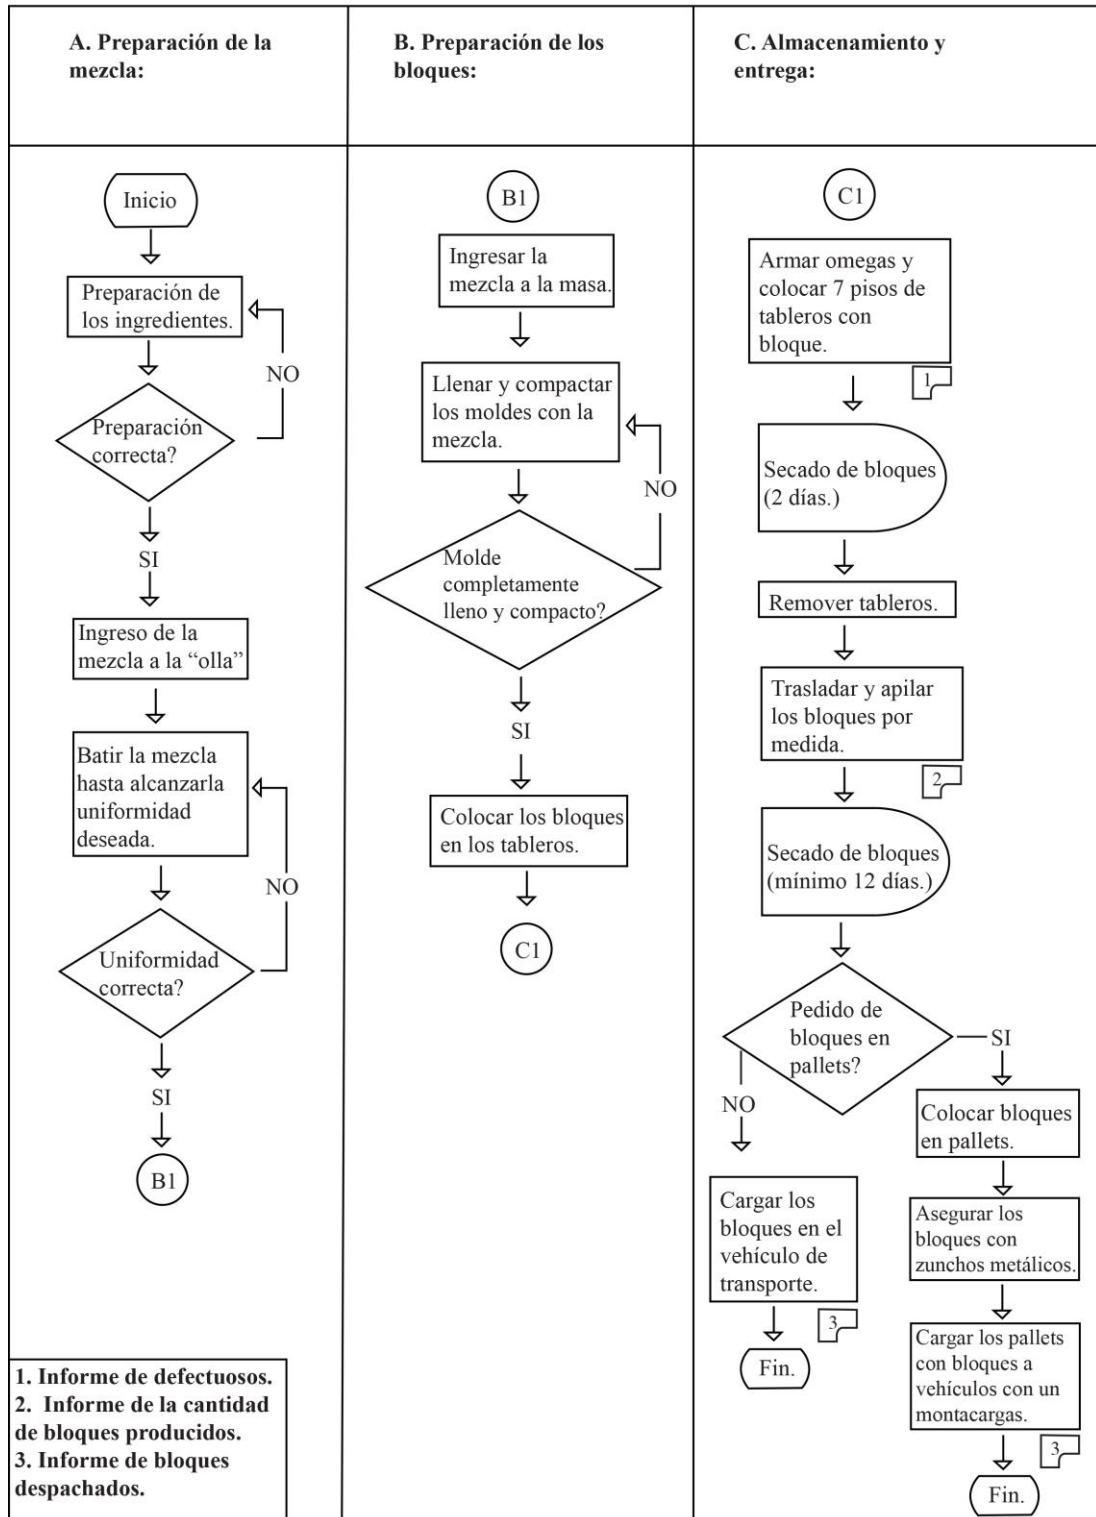 A. Preparación de la
mezcla:
B. Preparación de los
bloques:
C. Almacenamiento y
entrega:
Inicio
Preparación de
los ingredientes.
NO
Preparación
correcta?
SI
Ingreso de la
mezcla a la “olla”
Batir la mezcla
hasta alcanzarla
uniformidad
deseada.
NO
Uniformidad
correcta?
SI
B1
1. Informe de defectuosos.
2. Informe de la cantidad
de bloques producidos.
3. Informe de bloques
despachados.
B1
Ingresar la
mezcla a la masa.
Llenar y compactar
los moldes con la
mezcla.
NO
Molde
completamente
lleno y compacto?
SI
Colocar los bloques
en los tableros.
C1
C1
Armar omegas y
colocar 7 pisos de
tableros con
bloque.
1
Secado de bloques
(2 días.)
Remover tableros.
Trasladar y apilar
los bloques por
medida.
2
Secado de bloques
(mínimo 12 días.)
Pedido de
bloques en
pallets?
NO
Cargar los
bloques en el
vehículo de
transporte.
3
Fin.
SI
Colocar bloques
en pallets.
Asegurar los
bloques con
zunchos metálicos.
Cargar los pallets
con bloques a
vehículos con un
montacargas.
3
Fin.